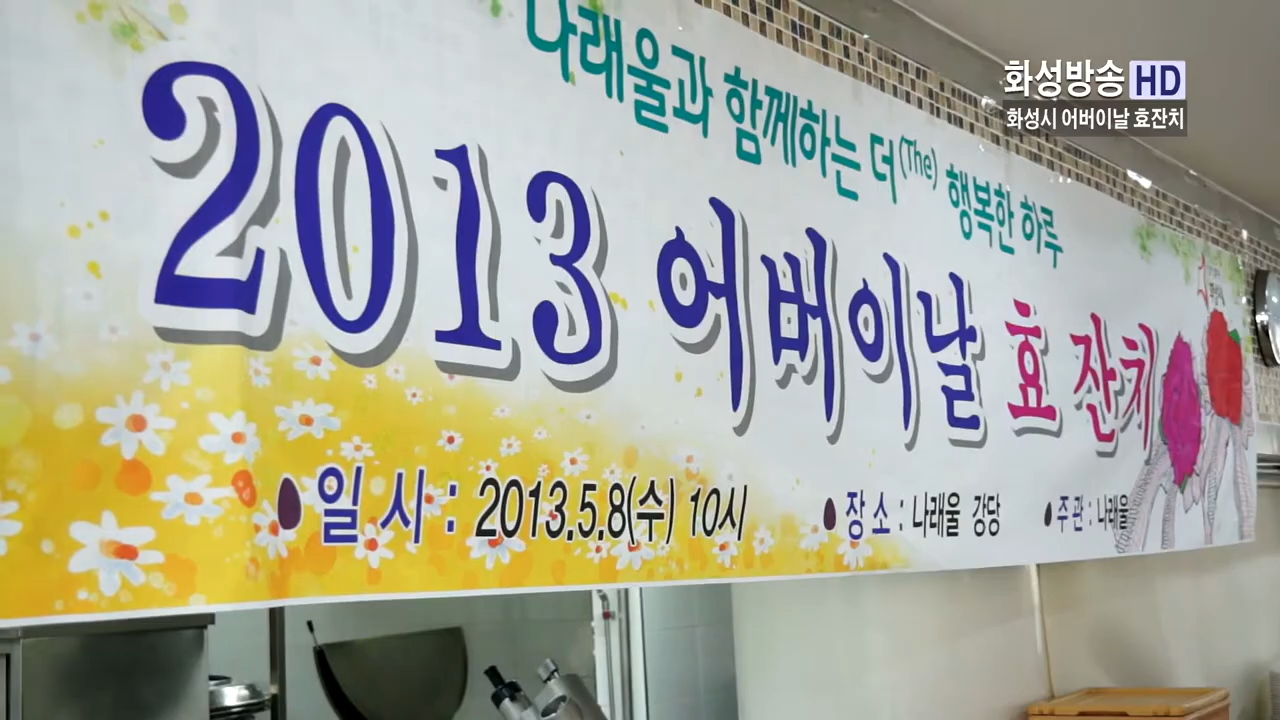 화성방송 HD
화성시 어버이날 효잔치
나래울과 함께하는 더(The) 행복한 하루
2013 어버이날 효 잔치
일 시 : 2013.5.8(수) 10시
장 소 : 나래울 강당
주 관 : 나래울